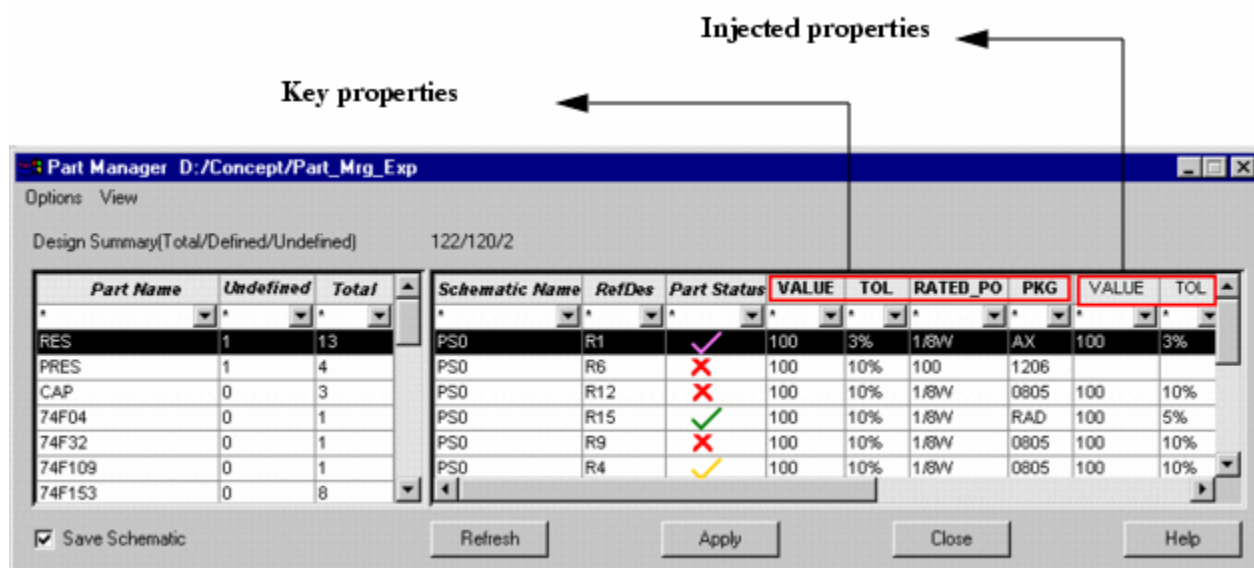 Injected properties
Key properties
Part Manager D:/Concept/Part_Mrg_Exp
Options View
Design Summary(Total/Defined/Undefined) 122/120/2
Part Name Undefined Total Schematic Name RefDes Part Status VALUE TOL RATED_PO PKG VALUE TOL
* * * * * * * * * * * *
RES 1 13 PS0 R1 100 3% 1/8W AX 100 3%
PRES 1 4 PS0 R6 100 10% 100 1206
CAP 0 3 PS0 R12 100 10% 1/8W 0805 100 10%
74F04 0 1 PS0 R15 100 10% 1/8W RAD 100 5%
74F32 0 1 PS0 R9 100 10% 1/8W 0805 100 10%
74F109 0 1 PS0 R4 100 10% 1/8W 0805 100 10%
74F153 0 8
Save Schematic Refresh Apply Close Help